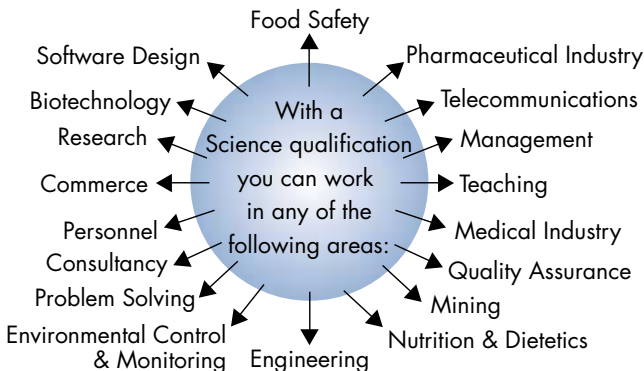 Food Safety
Software Design
Pharmaceutical Industry
Biotechnology
Telecommunications
Research
Management
Commerce
Teaching
Personnel
Medical Industry
Consultancy
Quality Assurance
Problem Solving
Mining
Environmental Control
& Monitoring
Nutrition & Dietetics
Engineering
With a
Science qualification
you can work
in any of the
following areas: